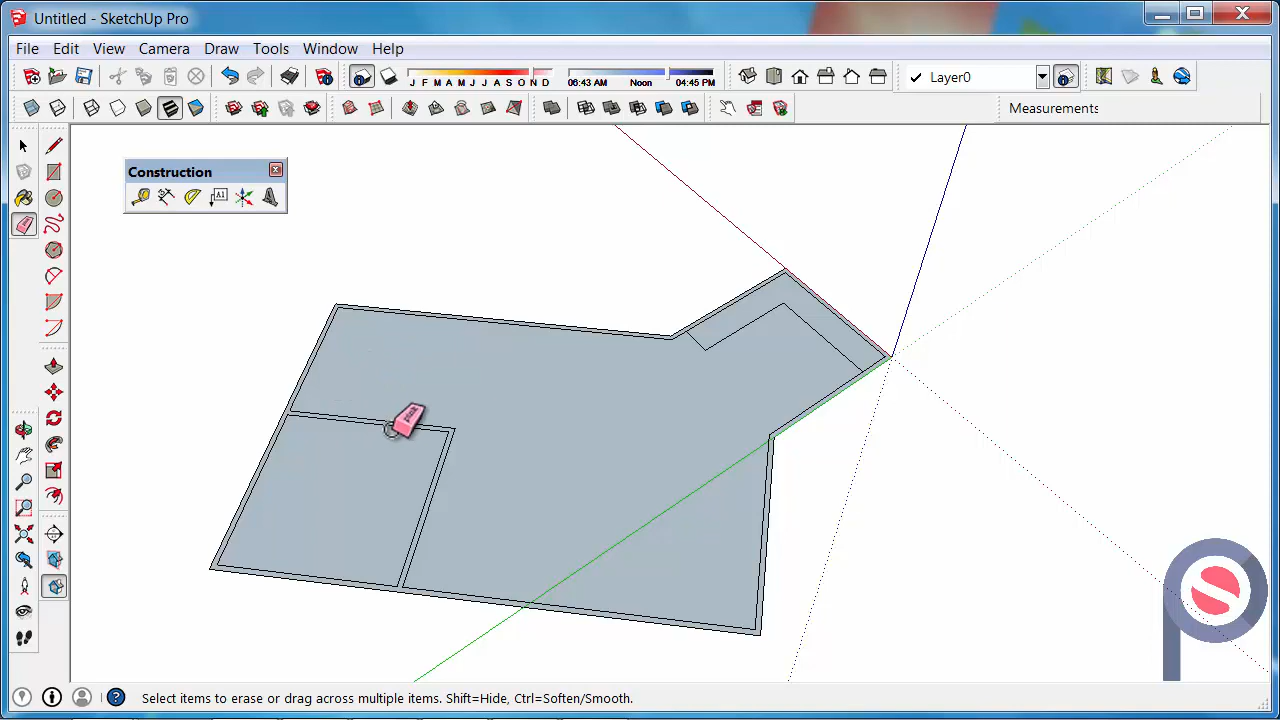 Untitled - SketchUp Pro
File Edit View Camera Draw Tools Window Help
J F M A M J J A S O N D
06:43 AM Noon 04:45 PM
Layer0
Measurements
Construction
A1
Select items to erase or drag across multiple items. Shift=Hide, Ctrl=Soften/Smooth.